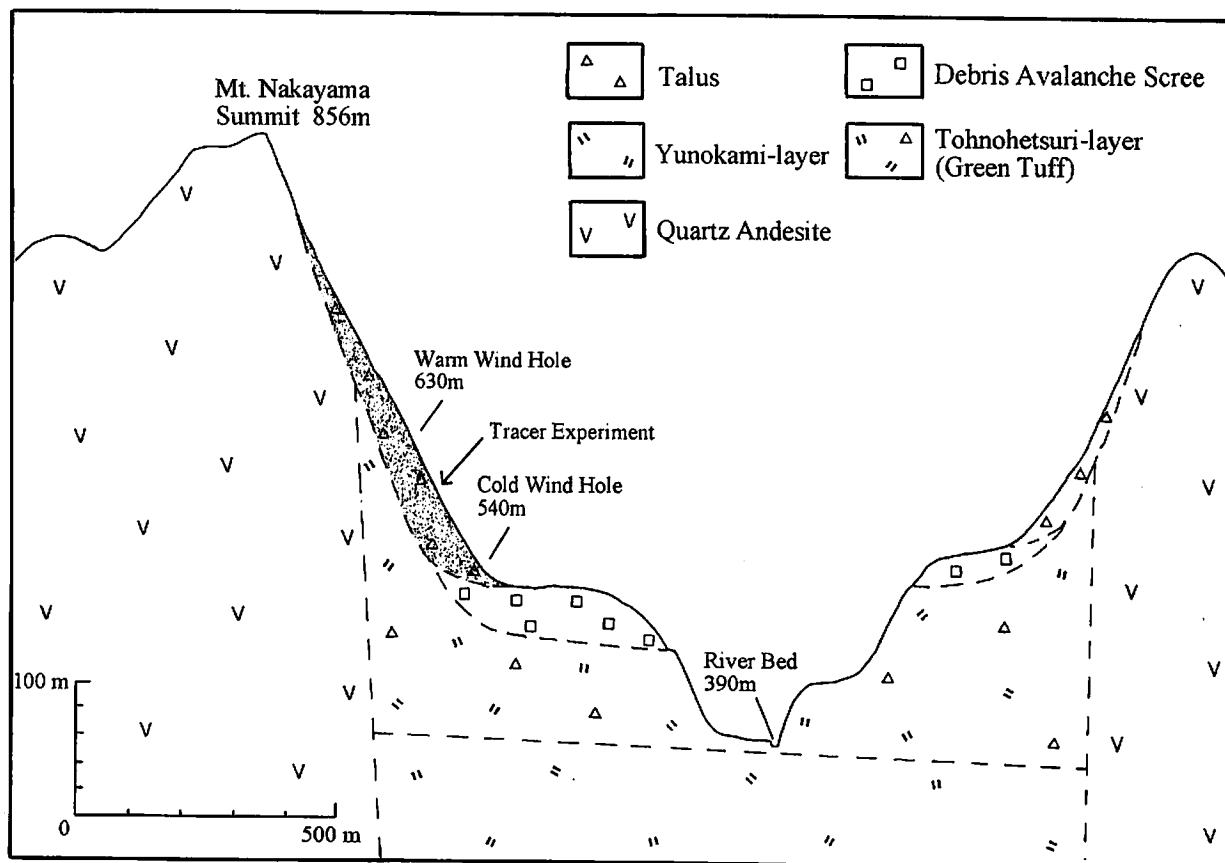 Mt. Nakayama
Summit 856m
Talus
Debris Avalanche Scree
Yunokami-layer
Tohnohetsuri-layer
(Green Tuff)
Quartz Andesite
Warm Wind Hole
630m
Tracer Experiment
Cold Wind Hole
540m
River Bed
390m
100 m
0
500 m